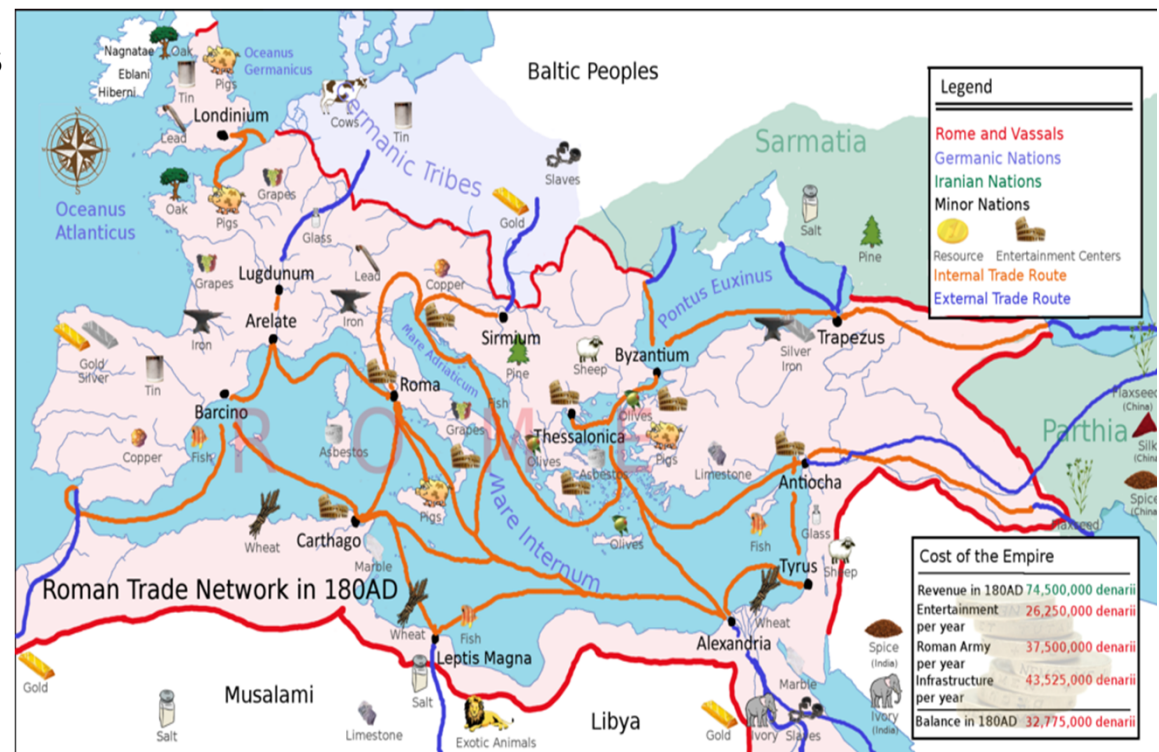 Nagnatae
Oak
Oceanus
Germanicus
Eblani
Pigs
Hiberni
Tin
Baltic Peoples
Londinium
Lead
Cows
Tin
Germanic Tribes
Slaves
Sarmatia
Oak
Pigs
Grapes
Gold
Salt
Pine
Oceanus
Atlanticus
Glass
Grapes
Lugdunum
Lead
Copper
Pontus Euxinus
Arelate
Iron
Iron
Mare Adriaticum
Sirmium
Pine
Sheep
Byzantium
Silver
Iron
Trapezus
Gold
Silver
Tin
Roma
Fish
Olives
Barcino
ROME
Grapes
Thessalonica
Parthia
Flaxseed
(China)
Silk
(China)
Copper
Fish
Asbestos
Olives
Asbestos
Pigs
Limestone
Antiocha
Spice
(China)
Pigs
Mare Internum
Wheat
Carthago
Marble
Olives
Fish
Glass
Flaxseed
Sheep
Tyrus
Roman Trade Network in 180AD
Wheat
Fish
Wheat
Alexandria
Leptis Magna
Spice
(India)
Gold
Musalami
Salt
Marble
Ivory
(India)
Salt
Limestone
Exotic Animals
Libya
Gold
Ivory
Slaves
Legend
Rome and Vassals
Germanic Nations
Iranian Nations
Minor Nations
Resource Entertainment Centers
Internal Trade Route
External Trade Route
Cost of the Empire
Revenue in 180AD 74,500,000 denarii
Entertainment 26,250,000 denarii
per year
Roman Army 37,500,000 denarii
per year
Infrastructure 43,525,000 denarii
per year
Balance in 180AD 32,775,000 denarii